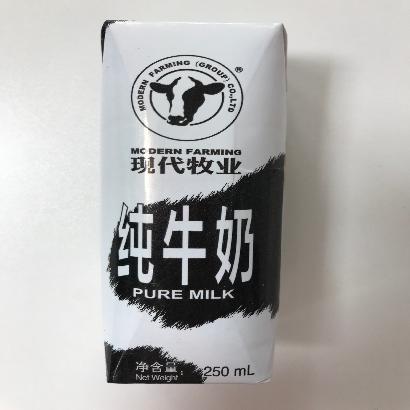 MODERN FARMING (GROUP) CO.,LTD
®
MODERN FARMING
现代牧业
纯牛奶
PURE MILK
净含量:
Net Weight
250 mL